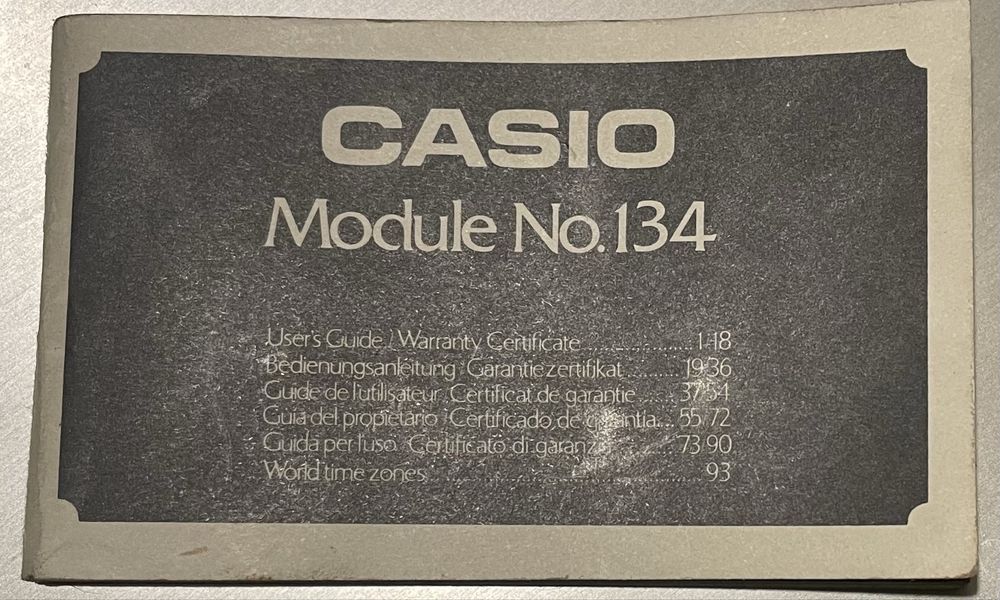 CASIO
Module No.134
User's Guide / Warranty Certificate .................. 1/18
Bedienungsanleitung / Garantiezertifikat .......... 19/36
Guide de l'utilisateur / Certificat de garantie ...... 37/54
Guia del propietario / Certificado de garantia... 55/72
Guida per l'uso / Certificato di garanzia .......... 73/90
World time zones .......................................... 93